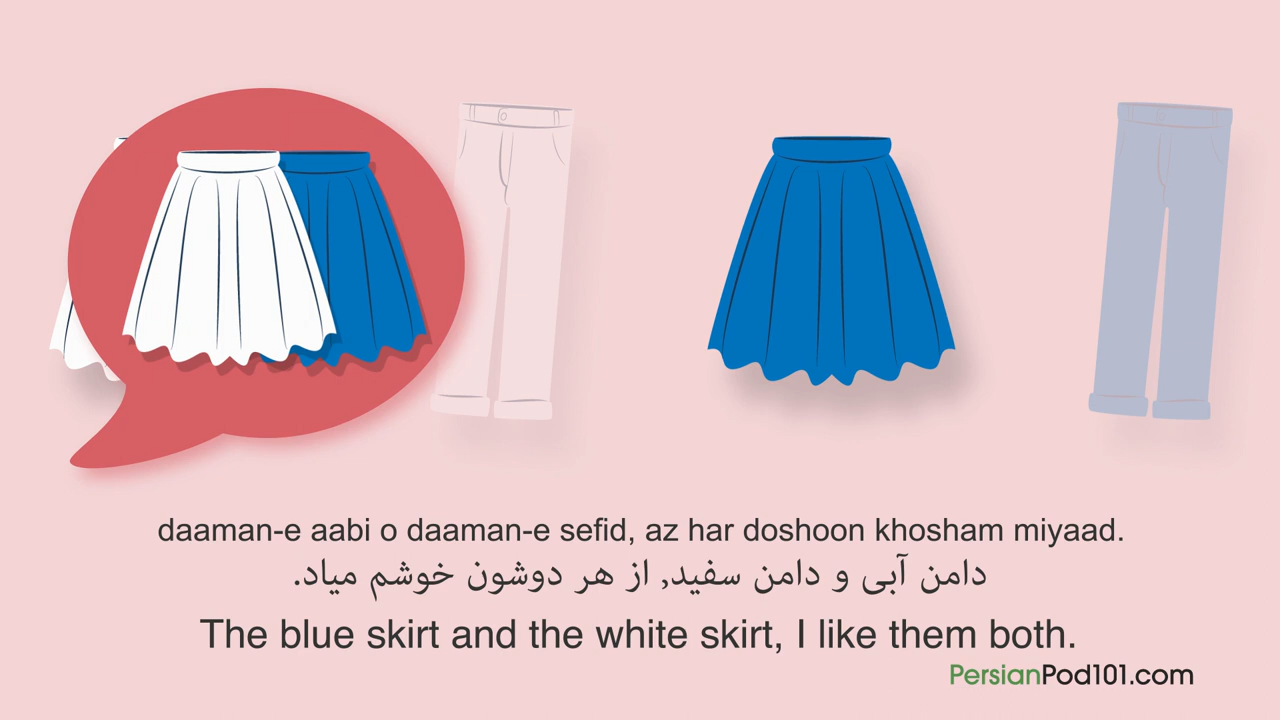 daaman-e aabi o daaman-e sefid, az har doshoon khosham miyaad.
دامن آبی و دامن سفید, از هر دوشون خوشم میاد.
The blue skirt and the white skirt, I like them both.
PersianPod101.com